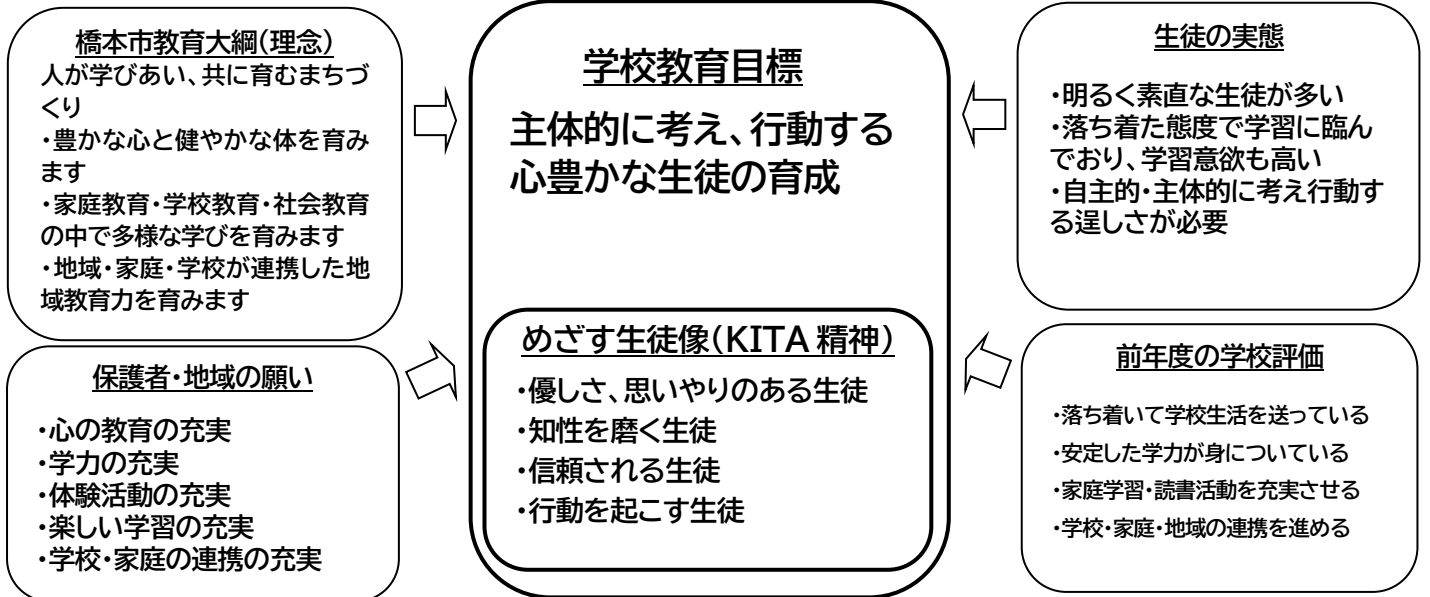 橋本市教育大綱(理念)
人が学びあい、共に育むまちづ
くり
・豊かな心と健やかな体を育み
ます
・家庭教育・学校教育・社会教育
の中で多様な学びを育みます
・地域・家庭・学校が連携した地
域教育力を育みます
保護者・地域の願い
・心の教育の充実
・学力の充実
・体験活動の充実
・楽しい学習の充実
・学校・家庭の連携の充実
学校教育目標
主体的に考え、行動する
心豊かな生徒の育成
めざす生徒像(KITA 精神)
・優しさ、思いやりのある生徒
・知性を磨く生徒
・信頼される生徒
・行動を起こす生徒
生徒の実態
・明るく素直な生徒が多い
・落ち着た態度で学習に臨ん
でおり、学習意欲も高い
・自主的・主体的に考え行動す
る逞しさが必要
前年度の学校評価
・落ち着いて学校生活を送っている
・安定した学力が身についている
・家庭学習・読書活動を充実させる
・学校・家庭・地域の連携を進める